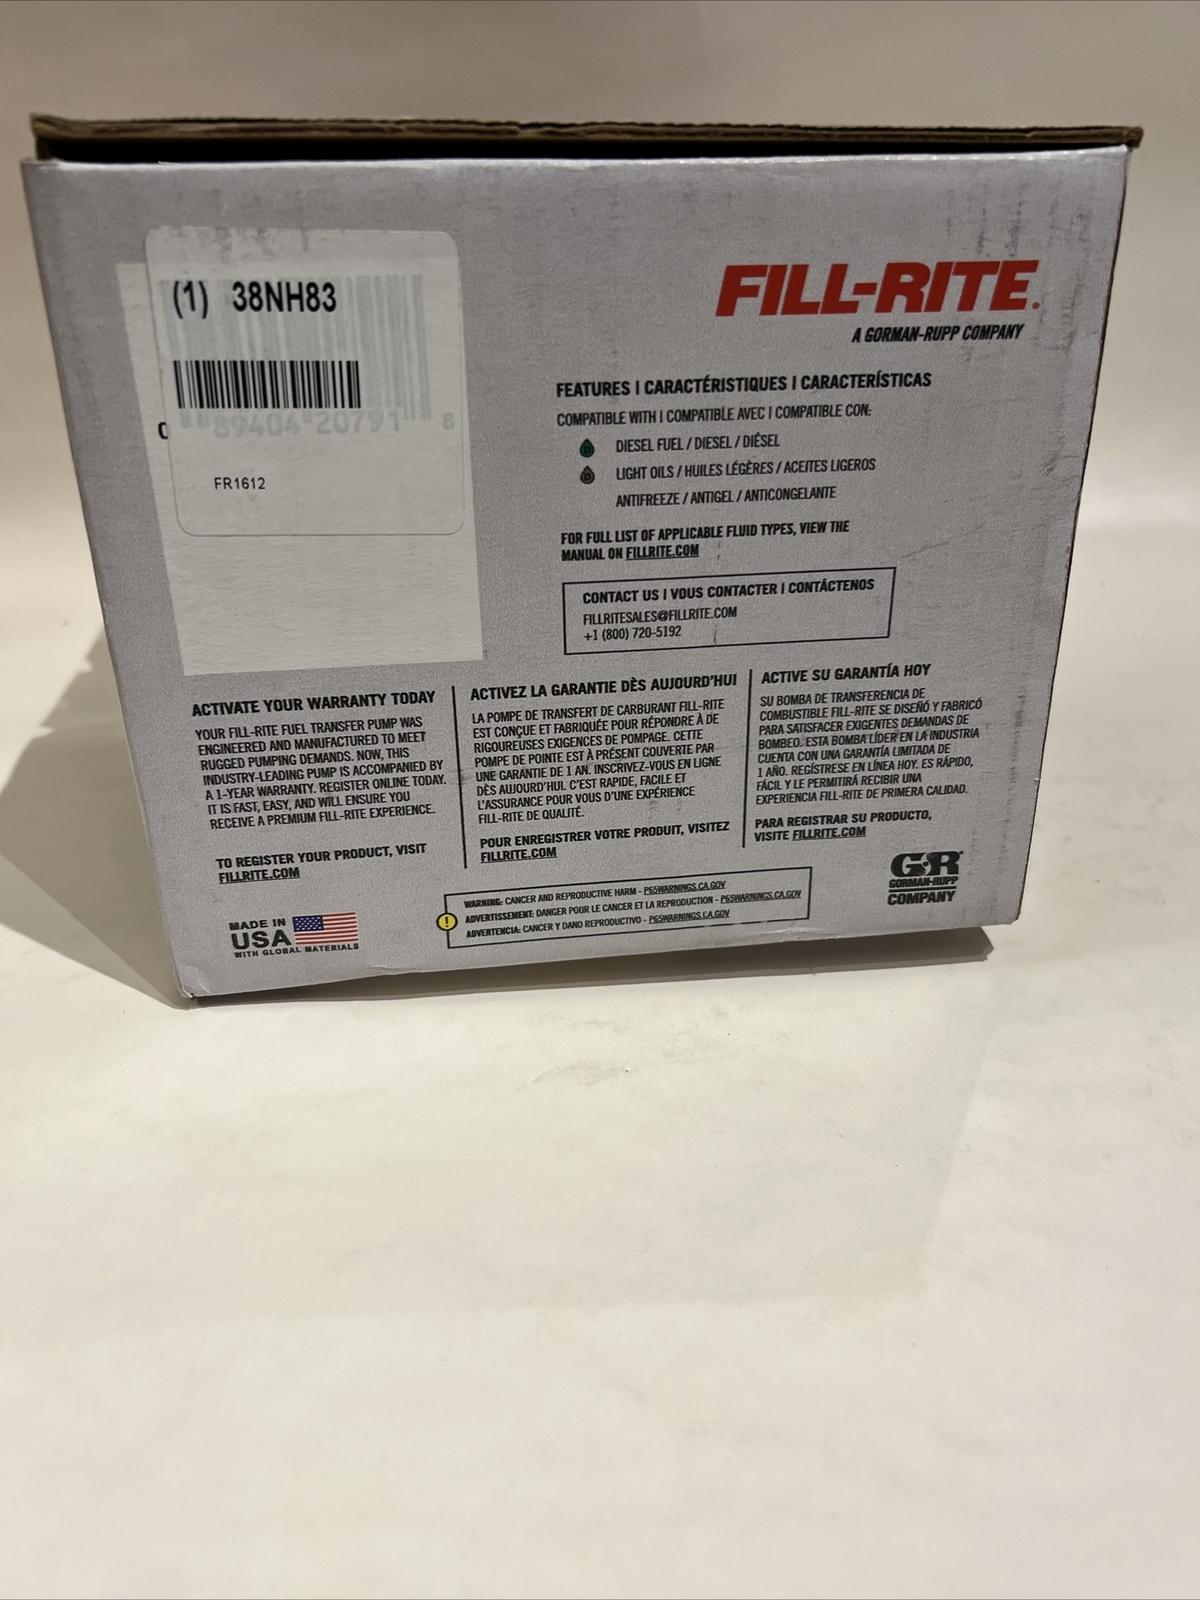 (1) 38NH83
0 89404 20791 8
FR1612
FILL-RITE.
A GORMAN-RUPP COMPANY
FEATURES | CARACTÉRISTIQUES | CARACTERÍSTICAS
COMPATIBLE WITH | COMPATIBLE AVEC | COMPATIBLE CON:
DIESEL FUEL / DIESEL / DIÉSEL
LIGHT OILS / HUILES LÉGÈRES / ACEITES LIGEROS
ANTIFREEZE / ANTIGEL / ANTICONGELANTE
FOR FULL LIST OF APPLICABLE FLUID TYPES, VIEW THE
MANUAL ON FILLRITE.COM
CONTACT US | VOUS CONTACTER | CONTÁCTENOS
FILLRITESALES@FILLRITE.COM
+1 (800) 720-5192
ACTIVATE YOUR WARRANTY TODAY
YOUR FILL-RITE FUEL TRANSFER PUMP WAS
ENGINEERED AND MANUFACTURED TO MEET
RUGGED PUMPING DEMANDS. NOW, THIS
INDUSTRY-LEADING PUMP IS ACCOMPANIED BY
A 1-YEAR WARRANTY. REGISTER ONLINE TODAY.
IT IS FAST, EASY, AND WILL ENSURE YOU
RECEIVE A PREMIUM FILL-RITE EXPERIENCE.
TO REGISTER YOUR PRODUCT, VISIT
FILLRITE.COM
ACTIVEZ LA GARANTIE DÈS AUJOURD'HUI
LA POMPE DE TRANSFERT DE CARBURANT FILL-RITE
EST CONÇUE ET FABRIQUÉE POUR RÉPONDRE À DE
RIGOUREUSES EXIGENCES DE POMPAGE. CETTE
POMPE DE POINTE EST À PRÉSENT COUVERTE PAR
UNE GARANTIE DE 1 AN. INSCRIVEZ-VOUS EN LIGNE
DÈS AUJOURD'HUI. C'EST RAPIDE, FACILE ET
L'ASSURANCE POUR VOUS D'UNE EXPÉRIENCE
FILL-RITE DE QUALITÉ.
POUR ENREGISTRER VOTRE PRODUIT, VISITEZ
FILLRITE.COM
ACTIVE SU GARANTÍA HOY
SU BOMBA DE TRANSFERENCIA DE
COMBUSTIBLE FILL-RITE SE DISEÑÓ Y FABRICÓ
PARA SATISFACER EXIGENTES DEMANDAS DE
BOMBEO. ESTA BOMBA LÍDER EN LA INDUSTRIA
CUENTA CON UNA GARANTÍA LIMITADA DE
1 AÑO. REGÍSTRESE EN LÍNEA HOY. ES RÁPIDO,
FÁCIL Y LE PERMITIRÁ RECIBIR UNA
EXPERIENCIA FILL-RITE DE PRIMERA CALIDAD.
PARA REGISTRAR SU PRODUCTO,
VISITE FILLRITE.COM
MADE IN
USA
WITH GLOBAL MATERIALS
WARNING: CANCER AND REPRODUCTIVE HARM - P65WARNINGS.CA.GOV
ADVERTISSEMENT: DANGER POUR LE CANCER ET LA REPRODUCTION - P65WARNINGS.CA.GOV
ADVERTENCIA: CANCER Y DANO REPRODUCTIVO - P65WARNINGS.CA.GOV
G·R
GORMAN-RUPP
COMPANY